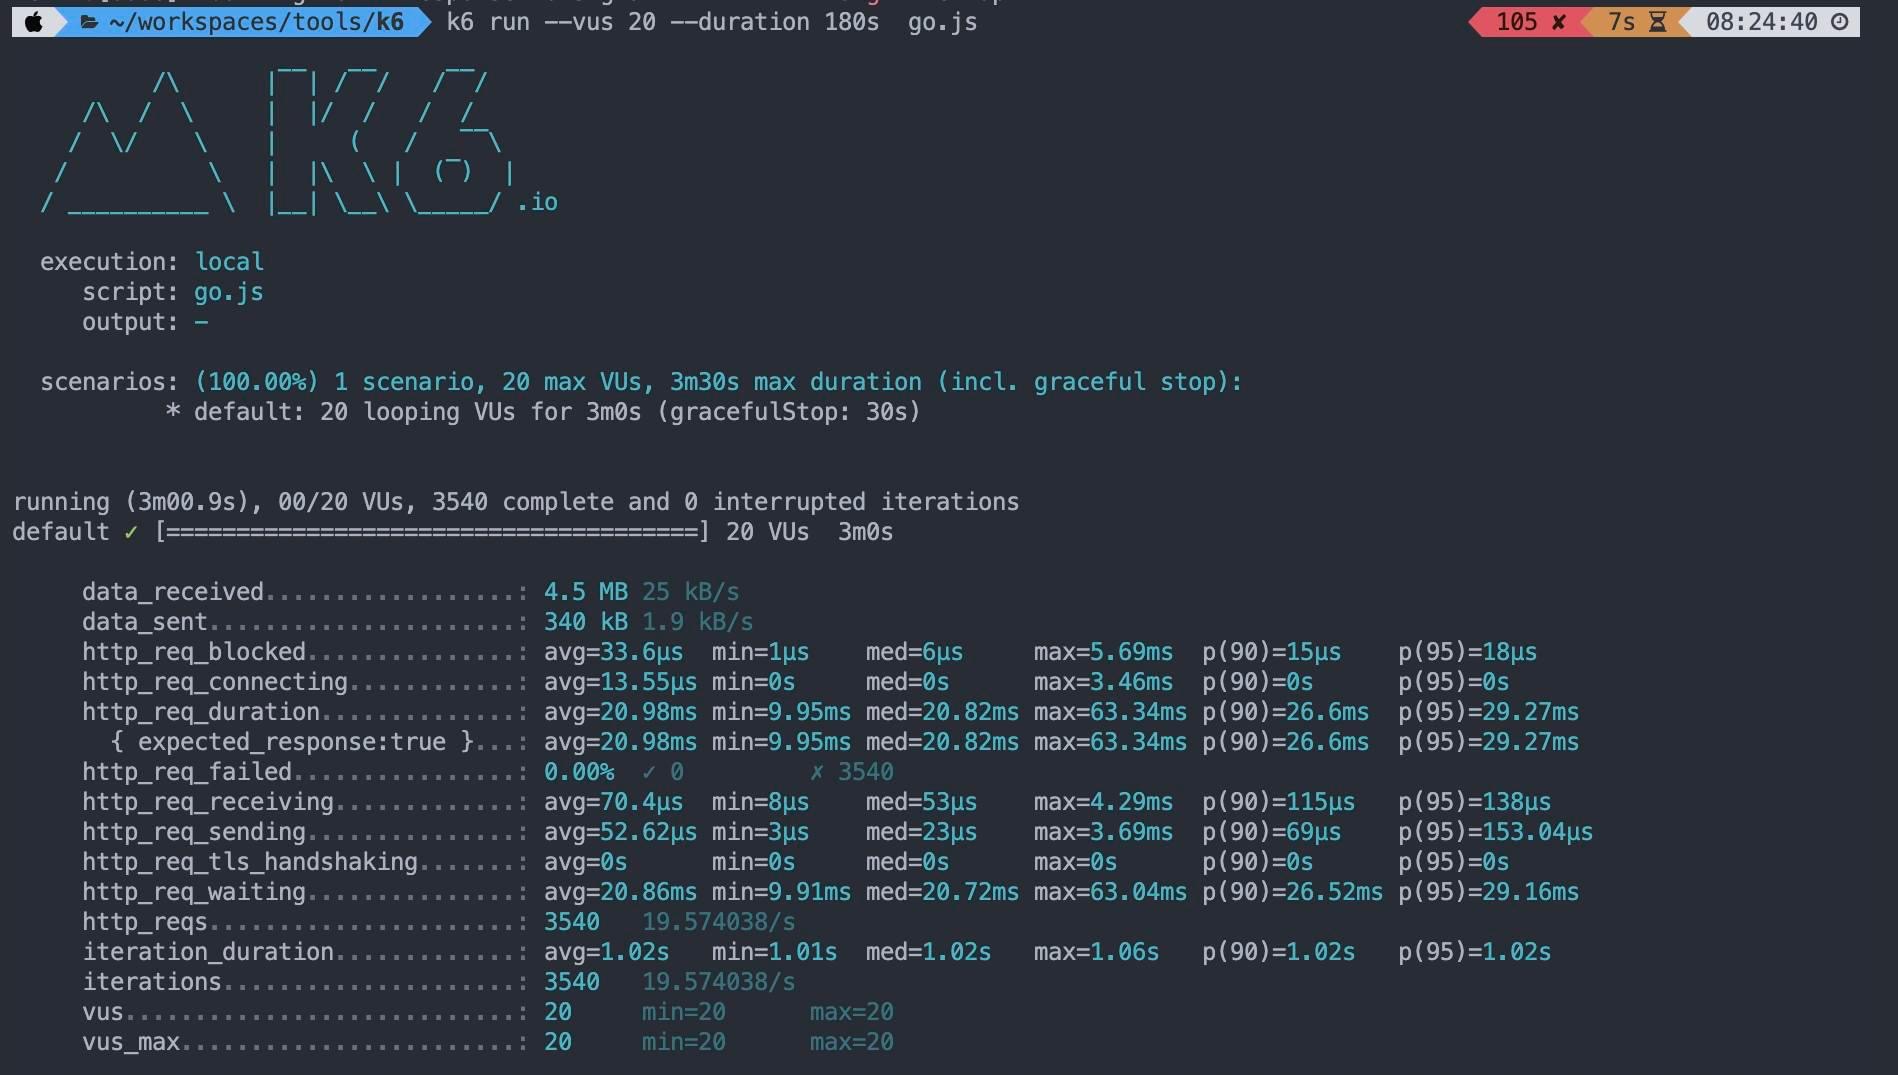 ~/workspaces/tools/k6 k6 run --vus 20 --duration 180s  go.js 105 ✘ 7s 08:24:40
.io
execution: local
script: go.js
output: -
scenarios: (100.00%) 1 scenario, 20 max VUs, 3m30s max duration (incl. graceful stop):
* default: 20 looping VUs for 3m0s (gracefulStop: 30s)
running (3m00.9s), 00/20 VUs, 3540 complete and 0 interrupted iterations
default ✓ [======================================] 20 VUs  3m0s
data_received..................: 4.5 MB 25 kB/s
data_sent......................: 340 kB 1.9 kB/s
http_req_blocked...............: avg=33.6µs  min=1µs    med=6µs     max=5.69ms  p(90)=15µs    p(95)=18µs
http_req_connecting............: avg=13.55µs min=0s     med=0s      max=3.46ms  p(90)=0s      p(95)=0s
http_req_duration..............: avg=20.98ms min=9.95ms med=20.82ms max=63.34ms p(90)=26.6ms  p(95)=29.27ms
{ expected_response:true }...: avg=20.98ms min=9.95ms med=20.82ms max=63.34ms p(90)=26.6ms  p(95)=29.27ms
http_req_failed................: 0.00%  ✓ 0         ✗ 3540
http_req_receiving.............: avg=70.4µs  min=8µs    med=53µs    max=4.29ms  p(90)=115µs   p(95)=138µs
http_req_sending...............: avg=52.62µs min=3µs    med=23µs    max=3.69ms  p(90)=69µs    p(95)=153.04µs
http_req_tls_handshaking.......: avg=0s      min=0s     med=0s      max=0s      p(90)=0s      p(95)=0s
http_req_waiting...............: avg=20.86ms min=9.91ms med=20.72ms max=63.04ms p(90)=26.52ms p(95)=29.16ms
http_reqs......................: 3540   19.574038/s
iteration_duration.............: avg=1.02s   min=1.01s  med=1.02s   max=1.06s   p(90)=1.02s   p(95)=1.02s
iterations.....................: 3540   19.574038/s
vus............................: 20     min=20      max=20
vus_max........................: 20     min=20      max=20